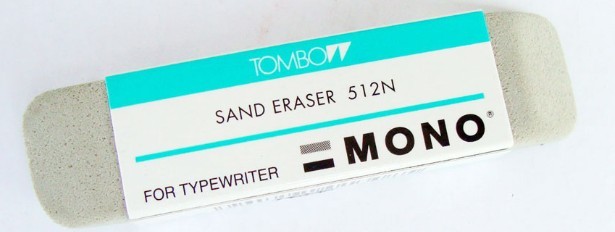 TOMBOW
SAND ERASER 512N
MONO®
FOR TYPEWRITER